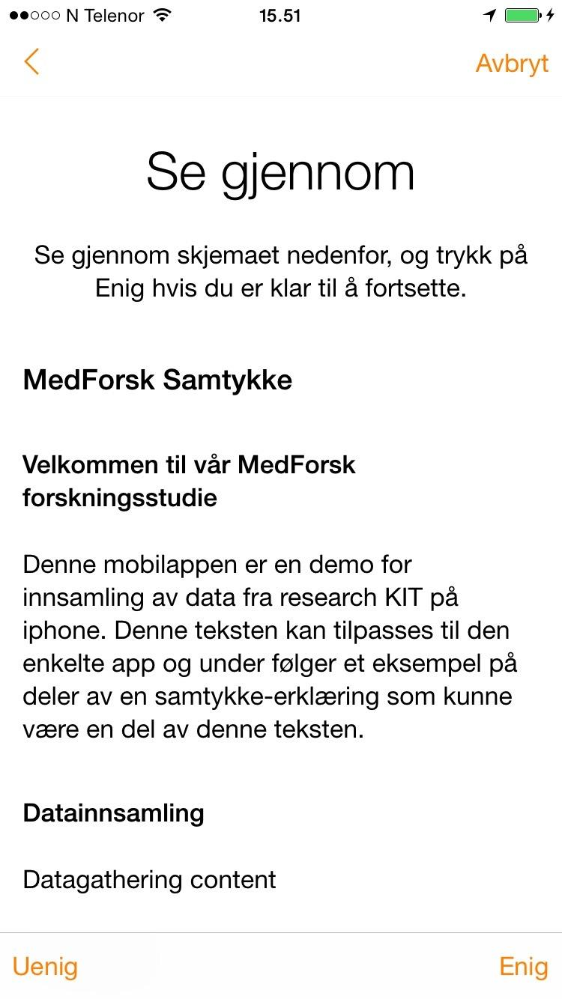 N Telenor 15.51
Avbryt
Se gjennom
Se gjennom skjemaet nedenfor, og trykk på
Enig hvis du er klar til å fortsette.
MedForsk Samtykke
Velkommen til vår MedForsk
forskningsstudie
Denne mobilappen er en demo for
innsamling av data fra research KIT på
iphone. Denne teksten kan tilpasses til den
enkelte app og under følger et eksempel på
deler av en samtykke-erklæring som kunne
være en del av denne teksten.
Datainnsamling
Datagathering content
Uenig Enig